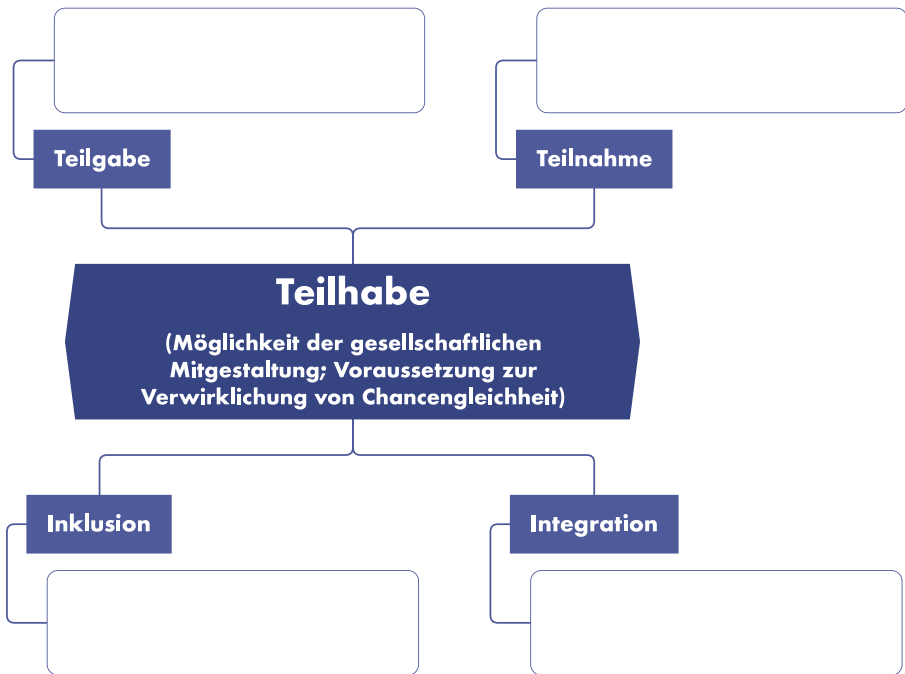 Teilgabe
Teilnahme
Teilhabe
(Möglichkeit der gesellschaftlichen
Mitgestaltung; Voraussetzung zur
Verwirklichung von Chancengleichheit)
Inklusion
Integration